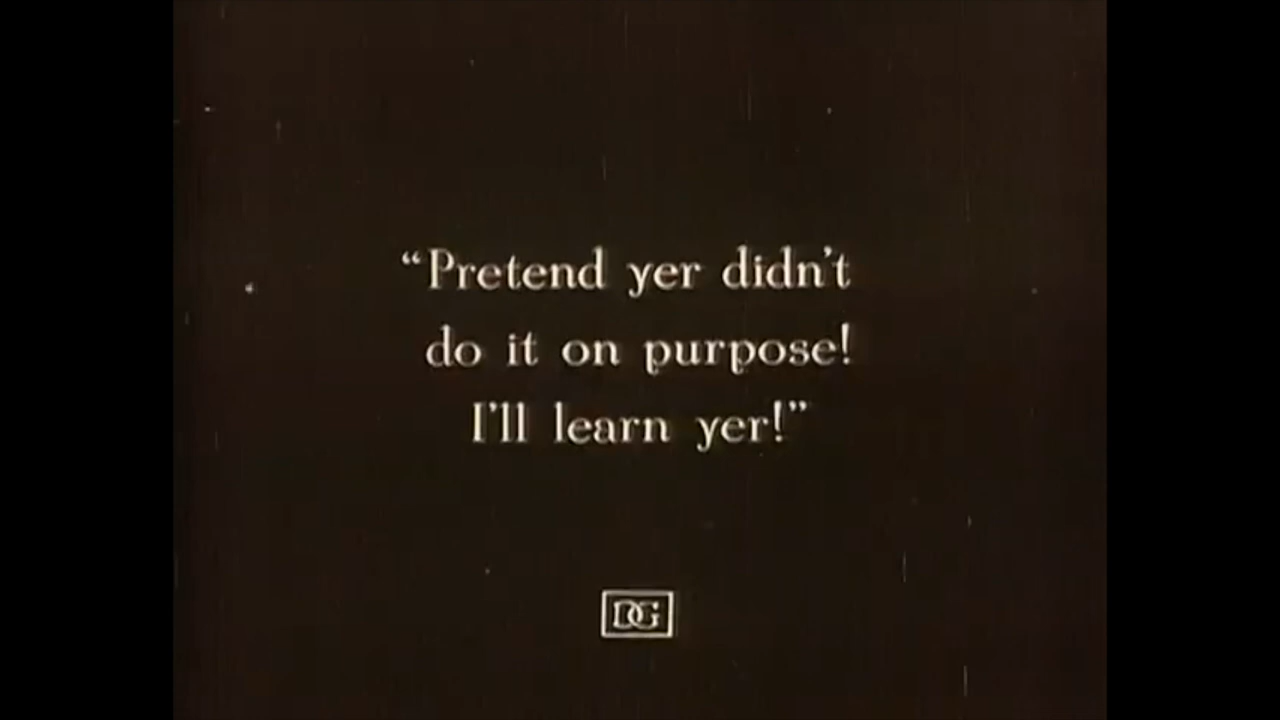 “Pretend yer didn’t
do it on purpose!
I’ll learn yer!”
DG